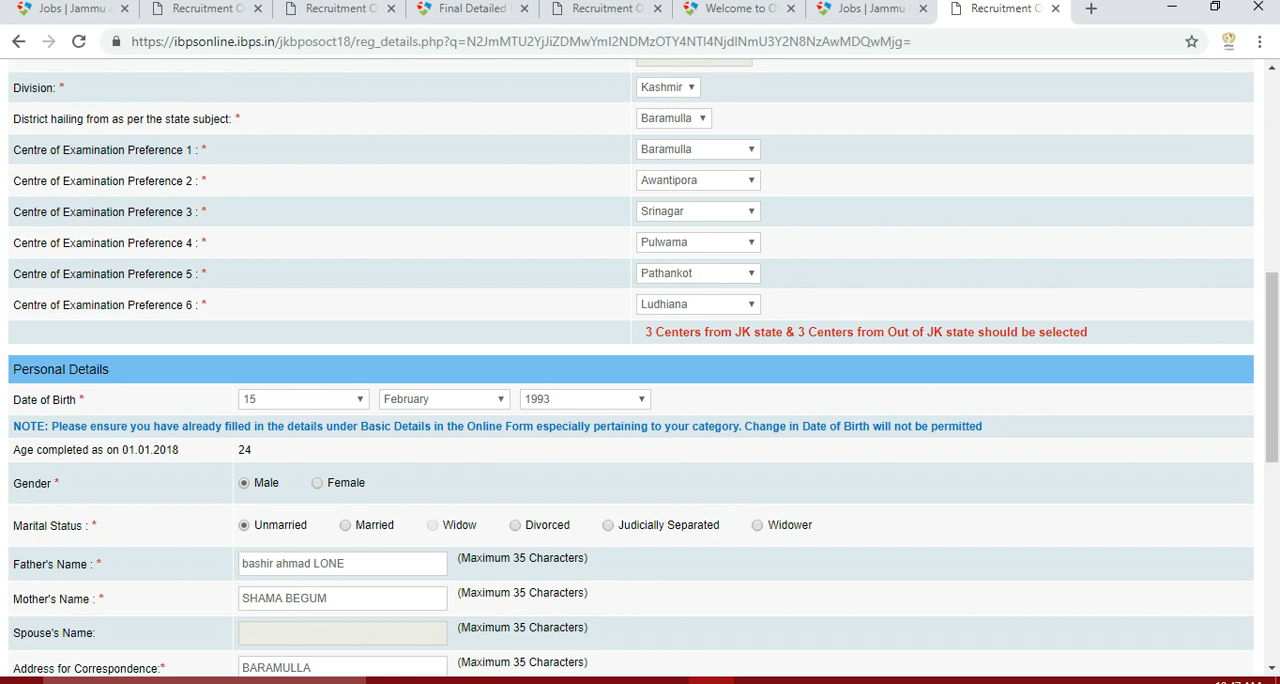 Jobs | Jammu
Recruitment O
Recruitment O
Final Detailed
Recruitment O
Welcome to O
Jobs | Jammu
Recruitment O
https://ibpsonline.ibps.in/jkbposoct18/reg_details.php?q=
Division: * Kashmir
District hailing from as per the state subject: * Baramulla
Centre of Examination Preference 1 : * Baramulla
Centre of Examination Preference 2 : * Awantipora
Centre of Examination Preference 3 : * Srinagar
Centre of Examination Preference 4 : * Pulwama
Centre of Examination Preference 5 : * Pathankot
Centre of Examination Preference 6 : * Ludhiana
3 Centers from JK state & 3 Centers from Out of JK state should be selected
Personal Details
Date of Birth * 15 February 1993
NOTE: Please ensure you have already filled in the details under Basic Details in the Online Form especially pertaining to your category. Change in Date of Birth will not be permitted
Age completed as on 01.01.2018 24
Gender * Male Female
Marital Status : * Unmarried Married Widow Divorced Judicially Separated Widower
Father's Name : * bashir ahmad LONE (Maximum 35 Characters)
Mother's Name : * SHAMA BEGUM (Maximum 35 Characters)
Spouse's Name: (Maximum 35 Characters)
Address for Correspondence:* BARAMULLA (Maximum 35 Characters)